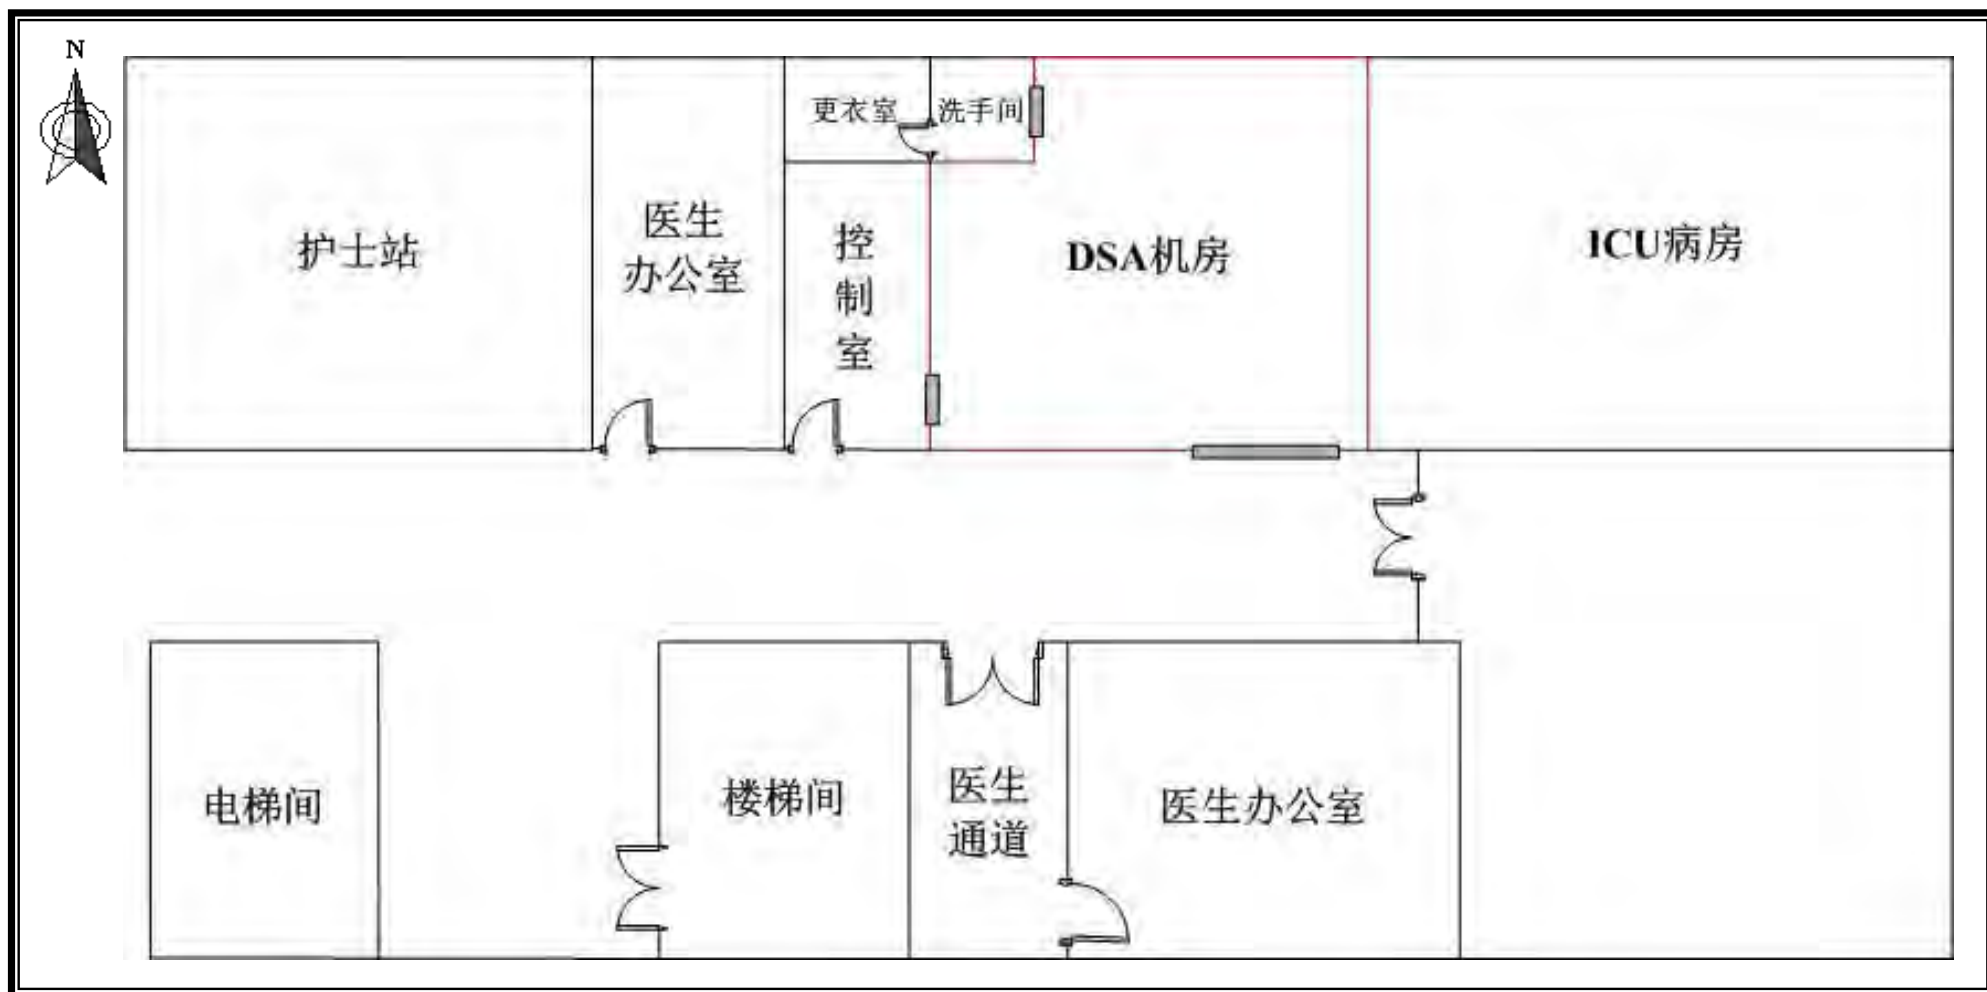 N
更衣室
洗手间
护士站
医生
办公室
控
制
室
DSA机房
ICU病房
电梯间
楼梯间
医生
通道
医生办公室